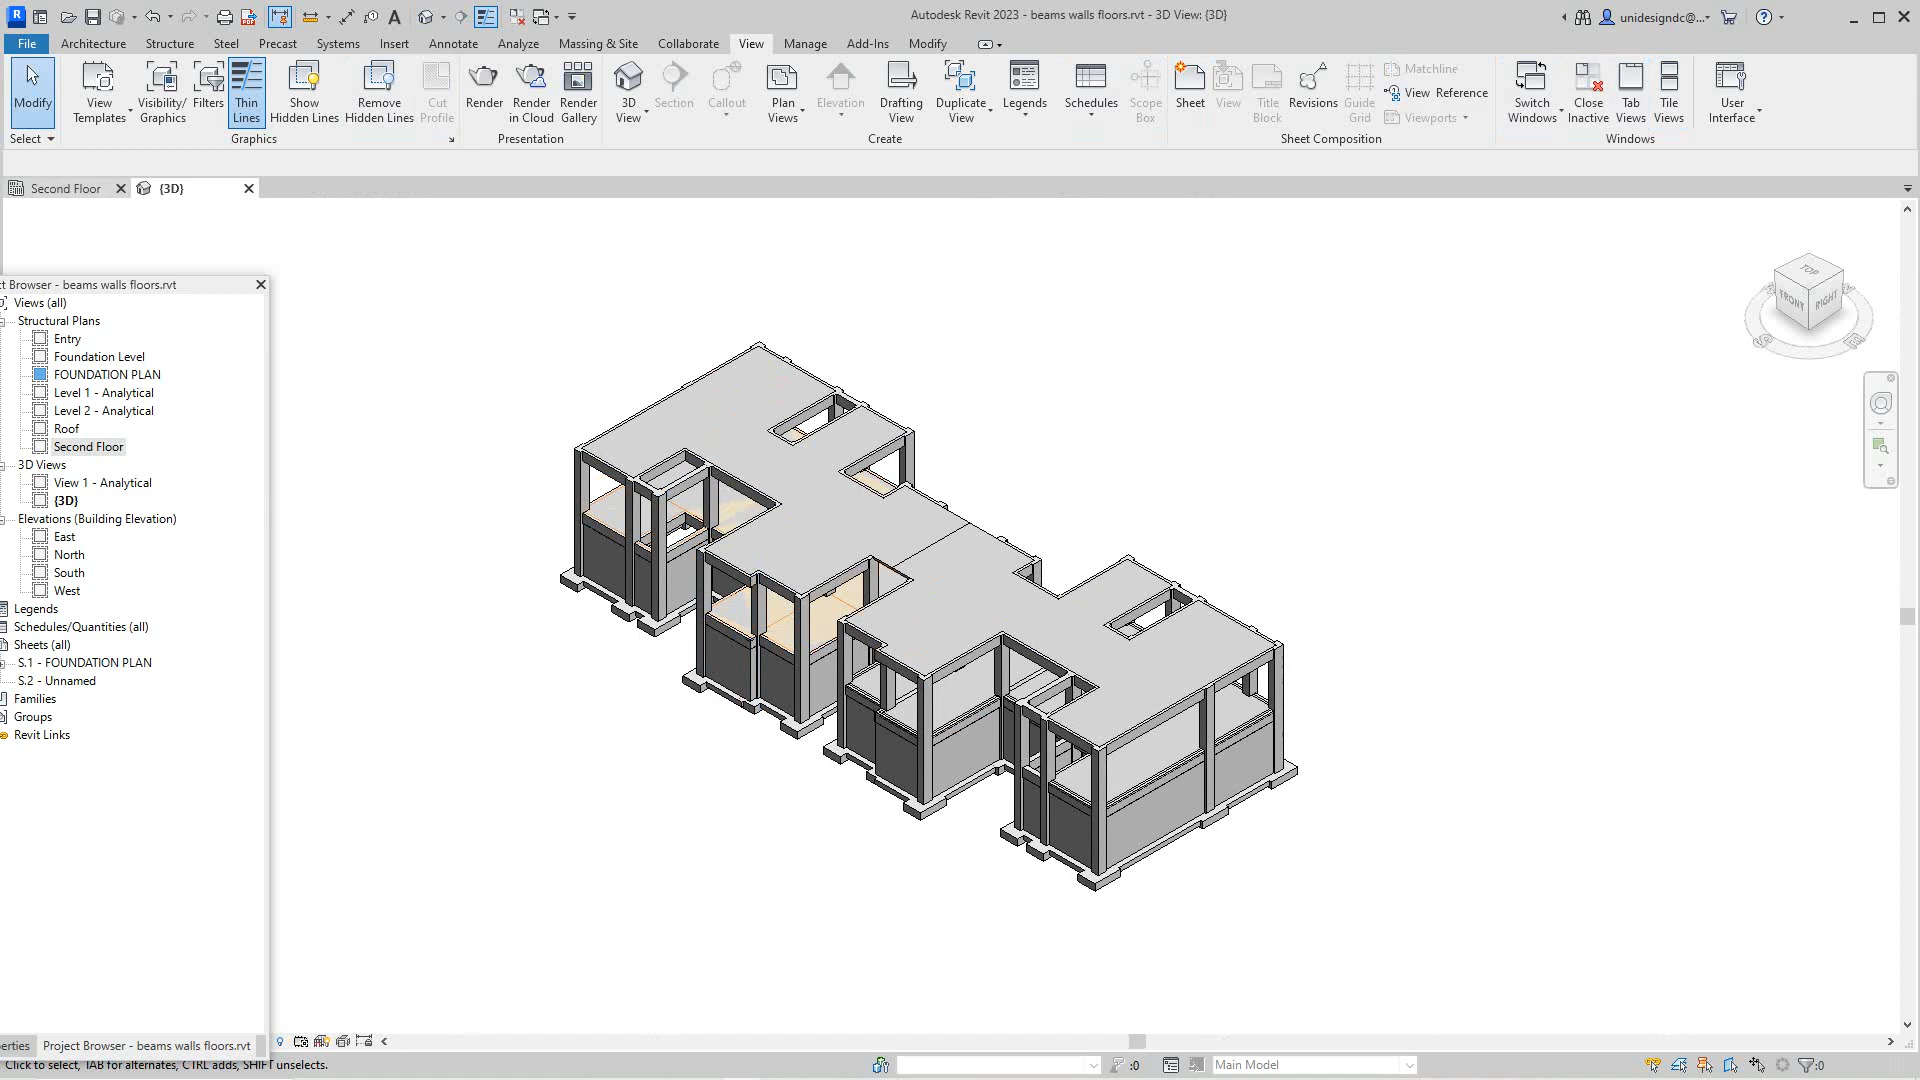 Autodesk Revit 2023 - beams walls floors.rvt - 3D View: {3D}
unidesigndc@...
File Architecture Structure Steel Precast Systems Insert Annotate Analyze Massing & Site Collaborate View Manage Add-Ins Modify
Modify
View Templates
Visibility/ Graphics
Filters
Thin Lines
Show Hidden Lines
Remove Hidden Lines
Cut Profile
Render
Render in Cloud
Render Gallery
3D View
Section
Callout
Plan Views
Elevation
Drafting View
Duplicate View
Legends
Schedules
Scope Box
Sheet
View
Title Block
Revisions
Guide Grid
Matchline
View Reference
Viewports
Switch Windows
Close Inactive
Tab Views
Tile Views
User Interface
Select
Graphics
Presentation
Create
Sheet Composition
Windows
Second Floor
{3D}
TOP
FRONT
RIGHT
ct Browser - beams walls floors.rvt
Views (all)
Structural Plans
Entry
Foundation Level
FOUNDATION PLAN
Level 1 - Analytical
Level 2 - Analytical
Roof
Second Floor
3D Views
View 1 - Analytical
{3D}
Elevations (Building Elevation)
East
North
South
West
Legends
Schedules/Quantities (all)
Sheets (all)
S.1 - FOUNDATION PLAN
S.2 - Unnamed
Families
Groups
Revit Links
erties
Project Browser - beams walls floors.rvt
Click to select, TAB for alternates, CTRL adds, SHIFT unselects.
:0
Main Model
:0